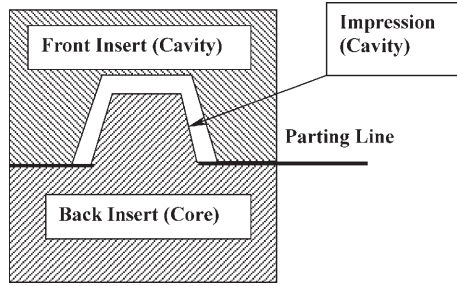 Front Insert (Cavity)
Impression
(Cavity)
Parting Line
Back Insert (Core)